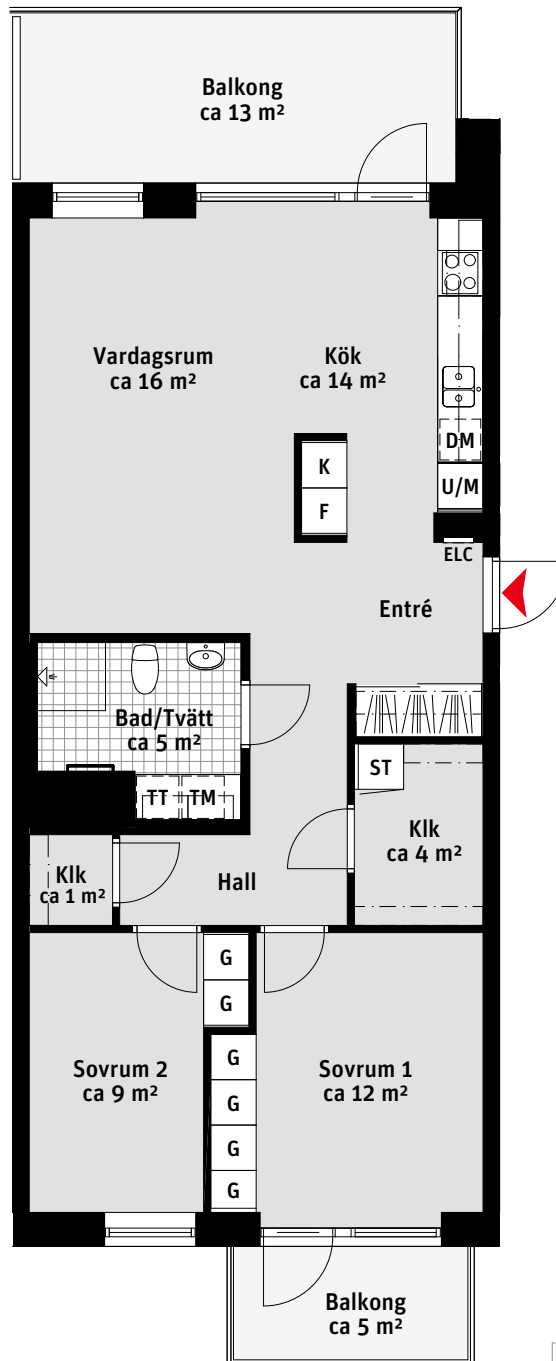 Balkong
ca 13 m²
Vardagsrum
ca 16 m²
Kök
ca 14 m²
DM
K
U/M
F
ELC
Entré
Bad/Tvätt
ca 5 m²
ST
TT
TM
Klk
ca 4 m²
Klk
ca 1 m²
Hall
G
G
Sovrum 2
ca 9 m²
G
G
G
G
Sovrum 1
ca 12 m²
Balkong
ca 5 m²